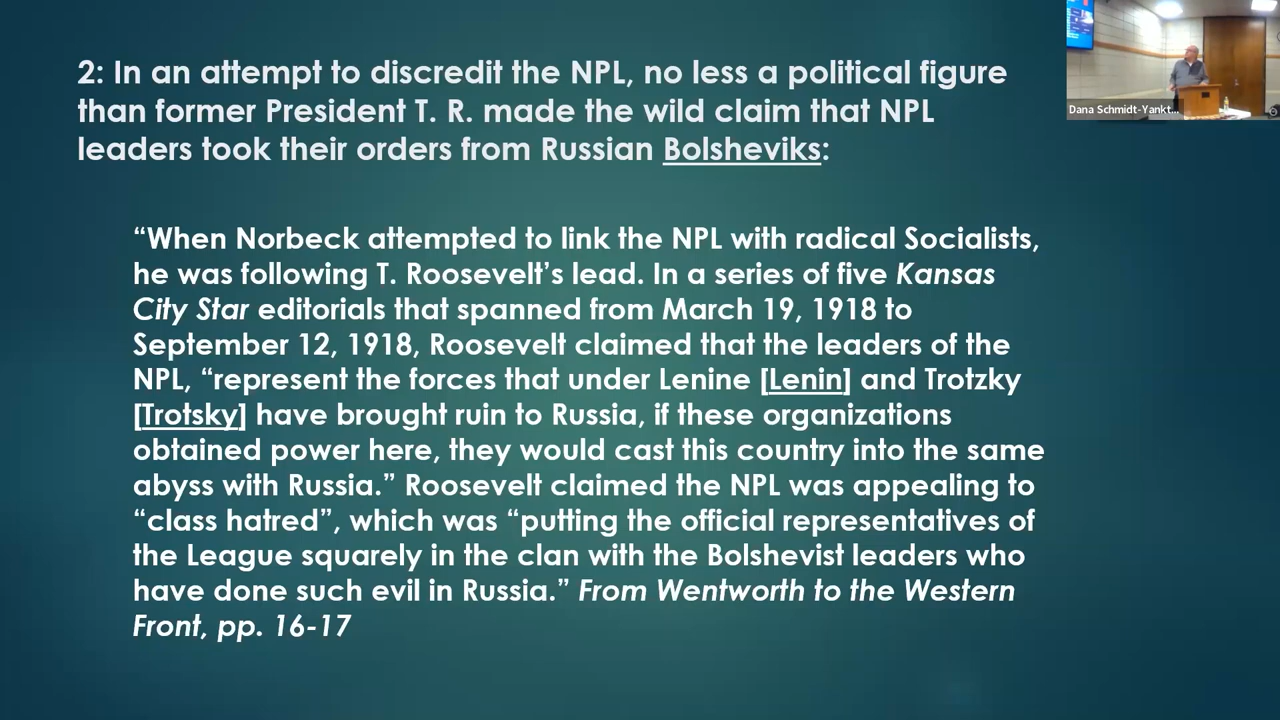 2: In an attempt to discredit the NPL, no less a political figure
than former President T. R. made the wild claim that NPL
leaders took their orders from Russian Bolsheviks:
“When Norbeck attempted to link the NPL with radical Socialists,
he was following T. Roosevelt’s lead. In a series of five Kansas
City Star editorials that spanned from March 19, 1918 to
September 12, 1918, Roosevelt claimed that the leaders of the
NPL, “represent the forces that under Lenine [Lenin] and Trotzky
[Trotsky] have brought ruin to Russia, if these organizations
obtained power here, they would cast this country into the same
abyss with Russia.” Roosevelt claimed the NPL was appealing to
“class hatred”, which was “putting the official representatives of
the League squarely in the clan with the Bolshevist leaders who
have done such evil in Russia.” From Wentworth to the Western
Front, pp. 16-17
Dana Schmidt-Yankt...